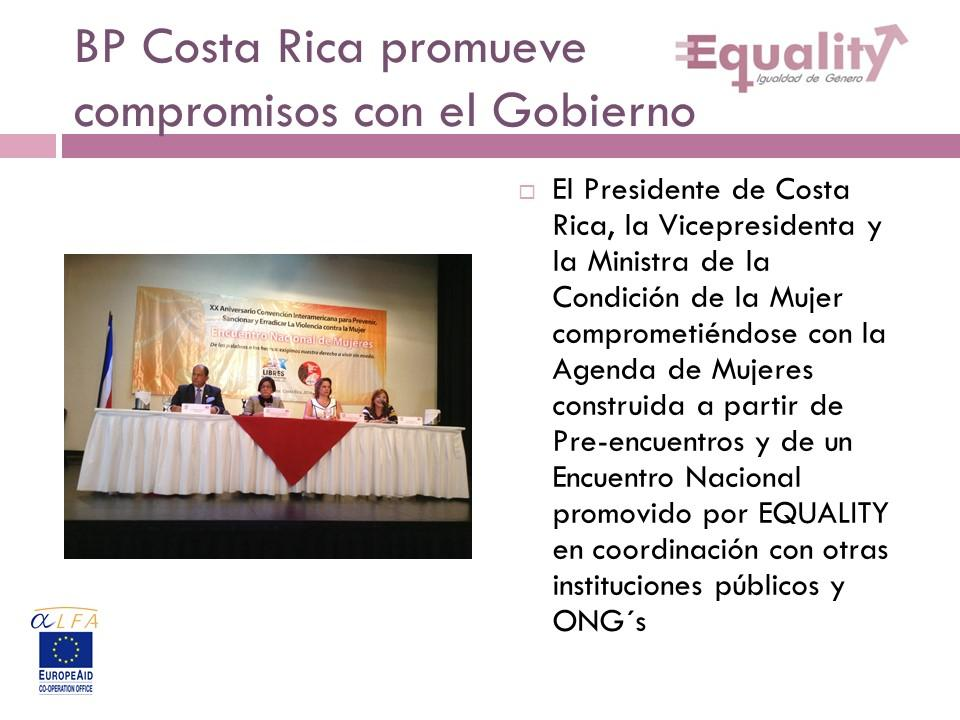 BP Costa Rica promueve
compromisos con el Gobierno
Equality
Igualdad de Género
El Presidente de Costa
Rica, la Vicepresidenta y
la Ministra de la
Condición de la Mujer
comprometiéndose con la
Agenda de Mujeres
construida a partir de
Pre-encuentros y de un
Encuentro Nacional
promovido por EQUALITY
en coordinación con otras
instituciones públicos y
ONG´s
XX Aniversario Convención Interamericana para Prevenir,
Sancionar y Erradicar La Violencia contra la Mujer
Encuentro Nacional de Mujeres
De las palabras a los hechos: exigimos nuestro derecho a vivir sin miedo.
LIBRES
αLFA
EUROPEAID
CO-OPERATION OFFICE